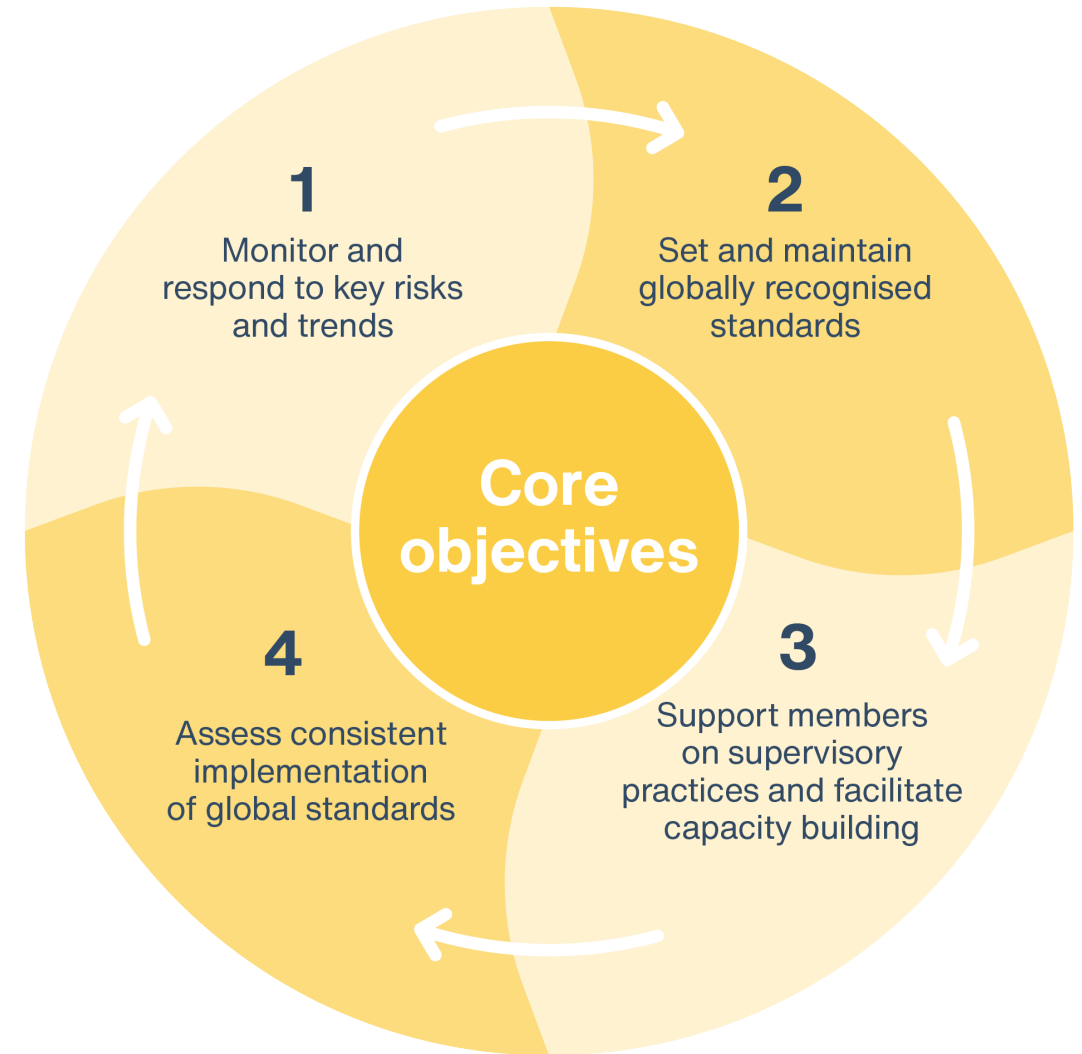 1
Monitor and
respond to key risks
and trends
2
Set and maintain
globally recognised
standards
Core
objectives
3
Support members
on supervisory
practices and facilitate
capacity building
4
Assess consistent
implementation
of global standards